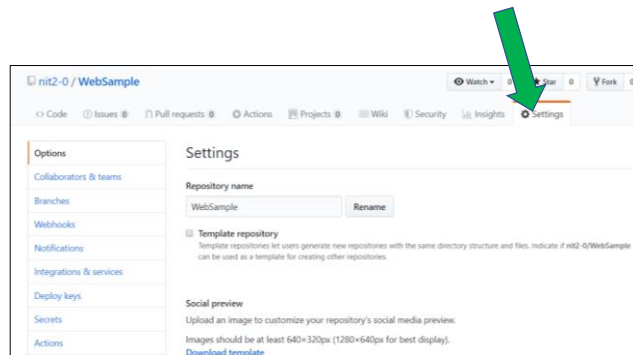 nit2-0 / WebSample
Watch 0 Star 0 Fork 0
Code Issues 0 Pull requests 0 Actions Projects 0 Wiki Security Insights Settings
Options
Collaborators & teams
Branches
Webhooks
Notifications
Integrations & services
Deploy keys
Secrets
Actions
Settings
Repository name
WebSample Rename
Template repository
Template repositories let users generate new repositories with the same directory structure and files. Indicate if nit2-0/WebSample
can be used as a template for creating other repositories.
Social preview
Upload an image to customize your repository's social media preview.
Images should be at least 640×320px (1280×640px for best display).
Download template